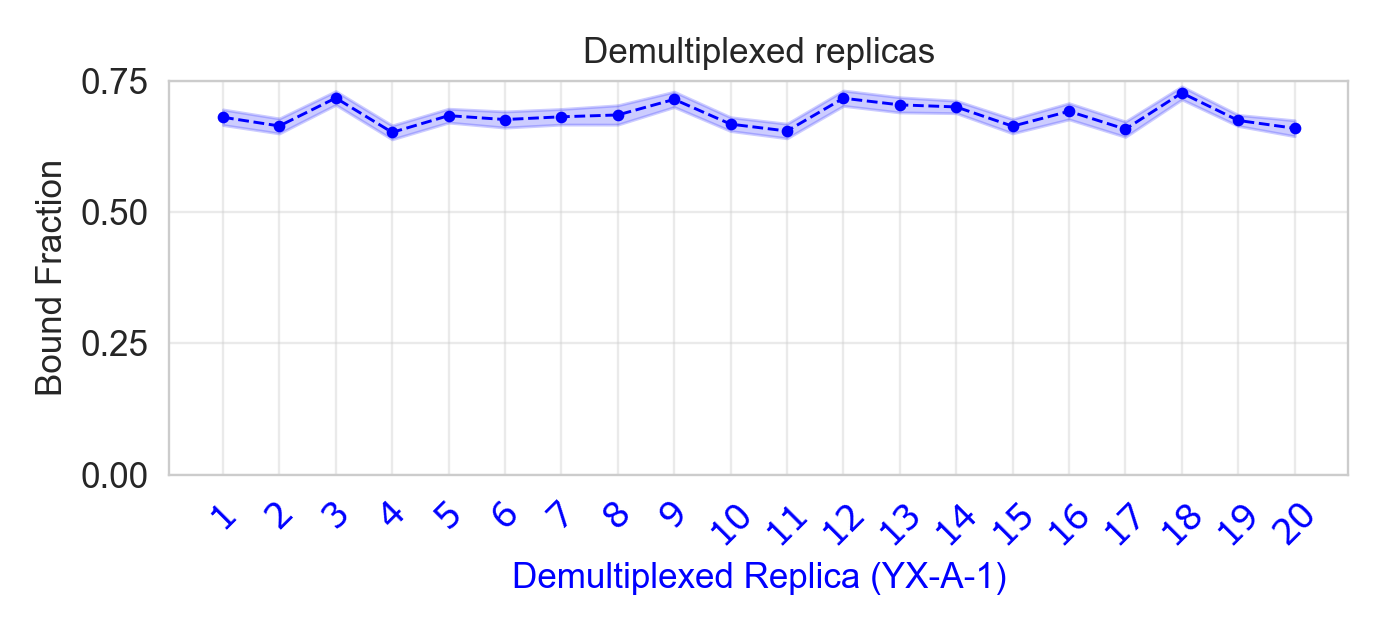 Demultiplexed replicas
0.75
0.50
0.25
0.00
Bound Fraction
1 2 3 4 5 6 7 8 9 10 11 12 13 14 15 16 17 18 19 20
Demultiplexed Replica (YX-A-1)